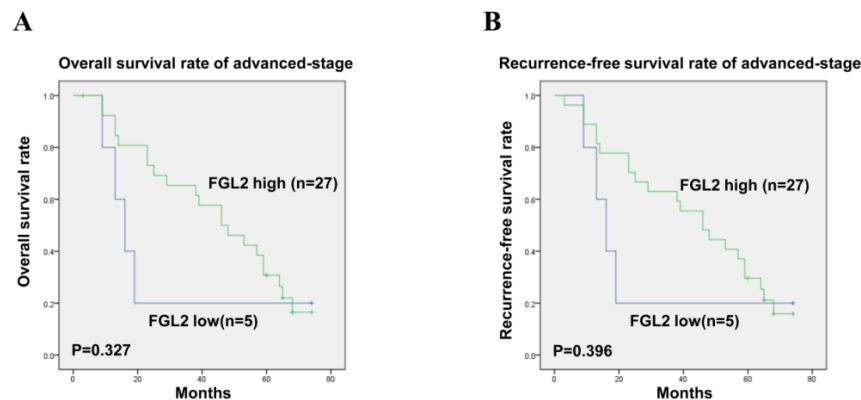 A
Overall survival rate of advanced-stage
Overall survival rate
1.0
0.8
0.6
0.4
0.2
0.0
FGL2 high (n=27)
FGL2 low(n=5)
P=0.327
0
20
40
60
80
Months
B
Recurrence-free survival rate of advanced-stage
Recurrence-free survival rate
1.0
0.8
0.6
0.4
0.2
0.0
FGL2 high (n=27)
FGL2 low(n=5)
P=0.396
0
20
40
60
80
Months